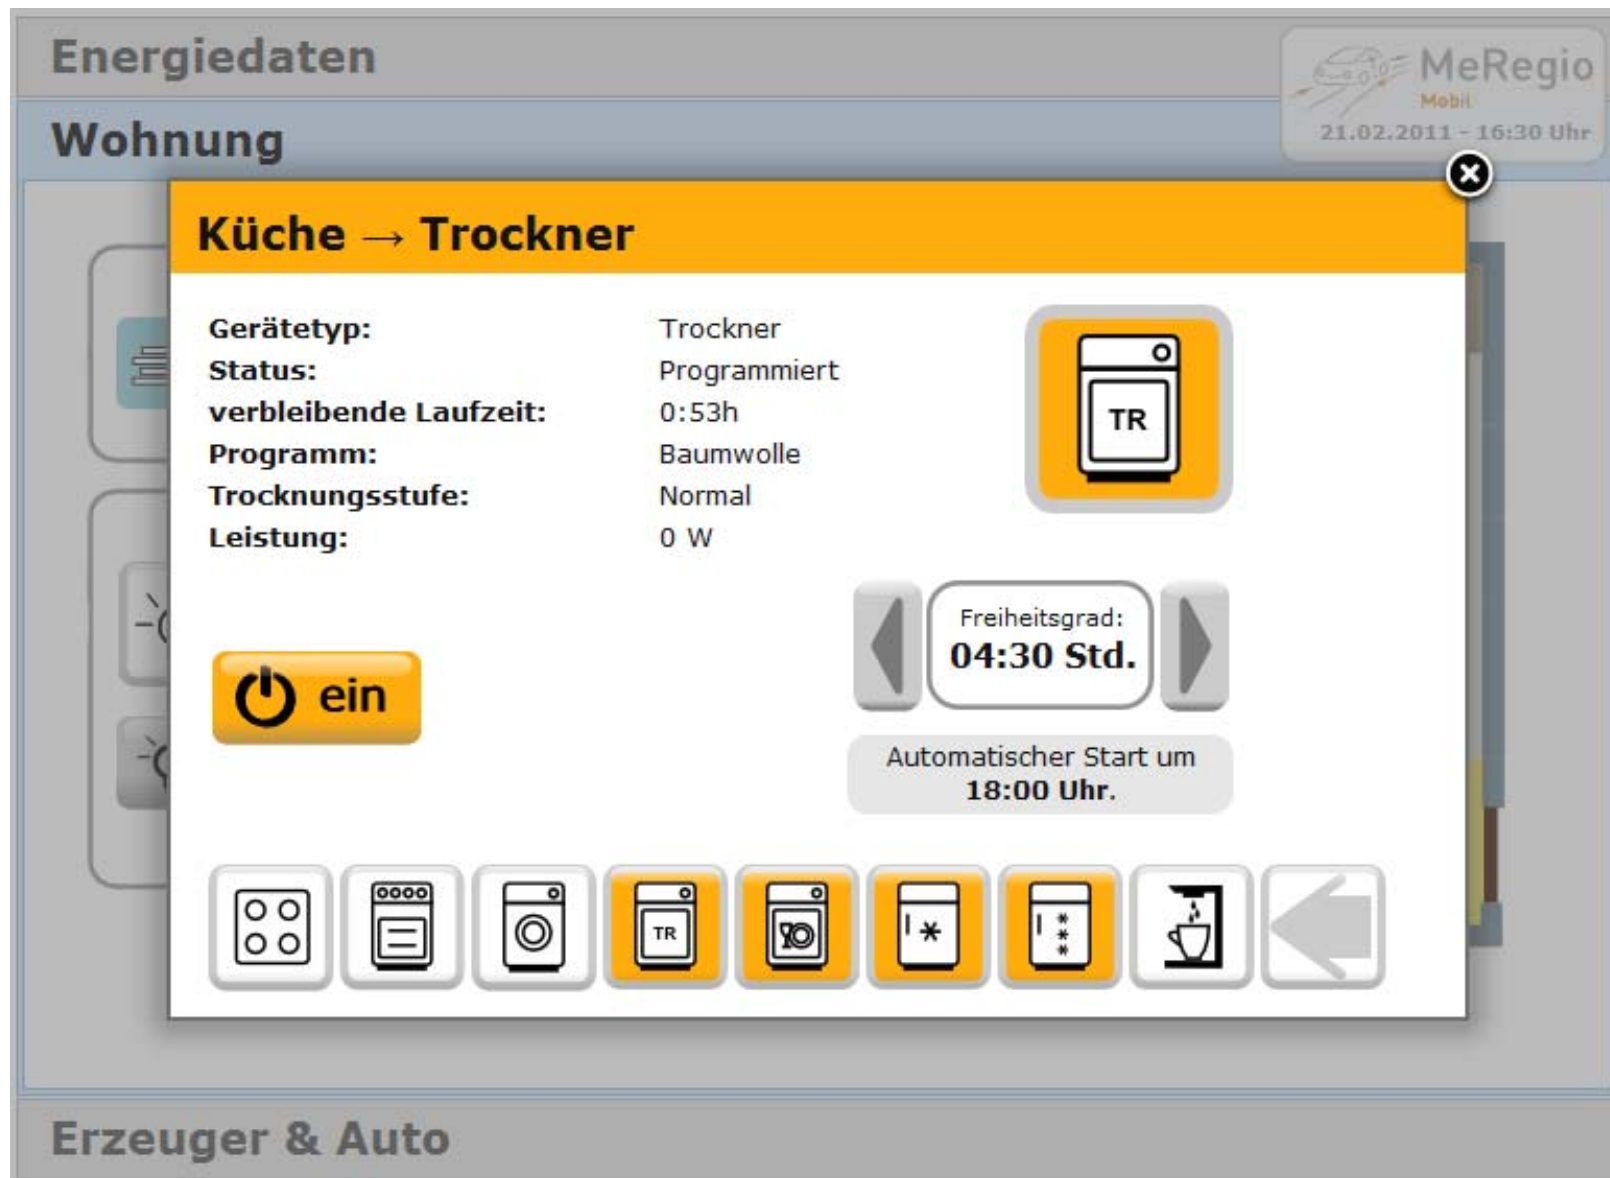 Energiedaten
MeRegio
Mobil
21.02.2011 - 16:30 Uhr
Wohnung
Küche → Trockner
Gerätetyp: Trockner
Status: Programmiert
verbleibende Laufzeit: 0:53h
Programm: Baumwolle
Trocknungsstufe: Normal
Leistung: 0 W
TR
Freiheitsgrad:
04:30 Std.
ein
Automatischer Start um
18:00 Uhr.
TR
Erzeuger & Auto